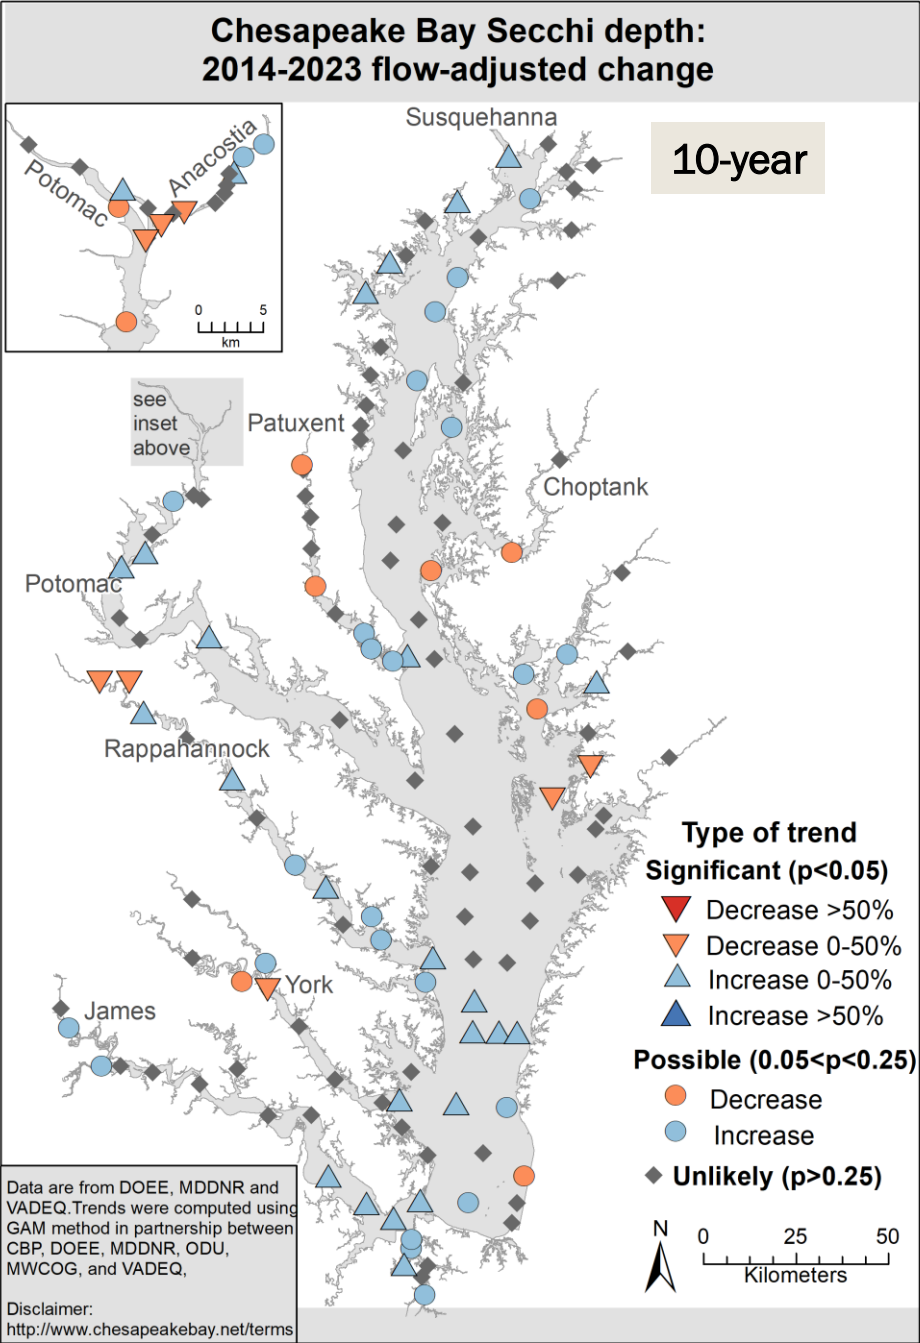 Chesapeake Bay Secchi depth:
2014-2023 flow-adjusted change
Susquehanna
10-year
Potomac
Anacostia
0 5
km
see
inset
above
Patuxent
Choptank
Potomac
Rappahannock
York
James
Type of trend
Significant (p<0.05)
Decrease >50%
Decrease 0-50%
Increase 0-50%
Increase >50%
Possible (0.05<p<0.25)
Decrease
Increase
Unlikely (p>0.25)
N
0 25 50
Kilometers
Data are from DOEE, MDDNR and
VADEQ.Trends were computed using
GAM method in partnership between
CBP, DOEE, MDDNR, ODU,
MWCOG, and VADEQ,
Disclaimer:
http://www.chesapeakebay.net/terms